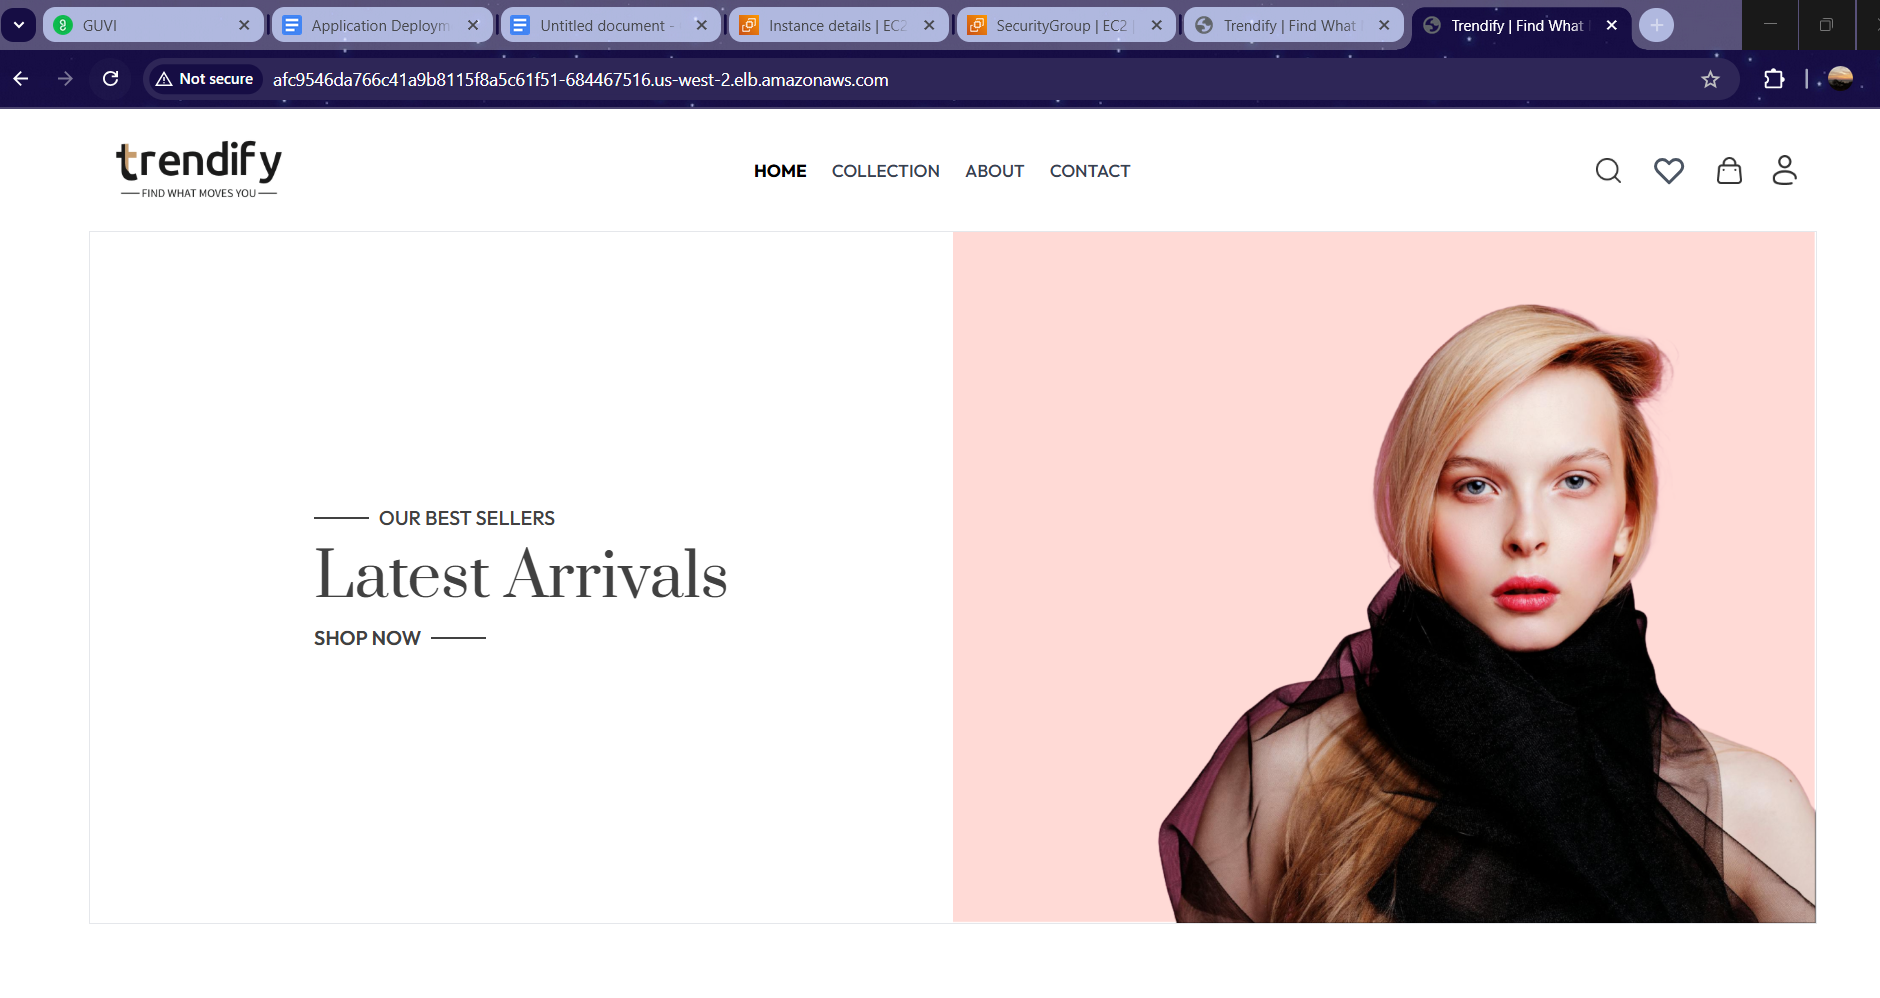 GUVI
Application Deploym
Untitled document -
Instance details | EC2
SecurityGroup | EC2 |
Trendify | Find What
Trendify | Find What
Not secure
afc9546da766c41a9b8115f8a5c61f51-684467516.us-west-2.elb.amazonaws.com
trendify
FIND WHAT MOVES YOU
HOME COLLECTION ABOUT CONTACT
OUR BEST SELLERS
Latest Arrivals
SHOP NOW